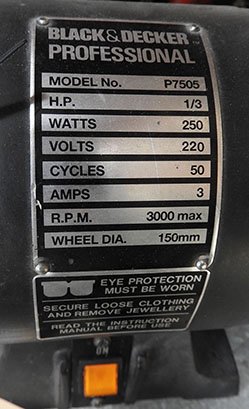 BLACK&DECKER
PROFESSIONAL
MODEL No. P7505
H.P. 1/3
WATTS 250
VOLTS 220
CYCLES 50
AMPS 3
R.P.M. 3000 max
WHEEL DIA. 150mm
EYE PROTECTION
MUST BE WORN
SECURE LOOSE CLOTHING
AND REMOVE JEWELLERY
READ THE INSTRUCTION
MANUAL BEFORE USE
ON